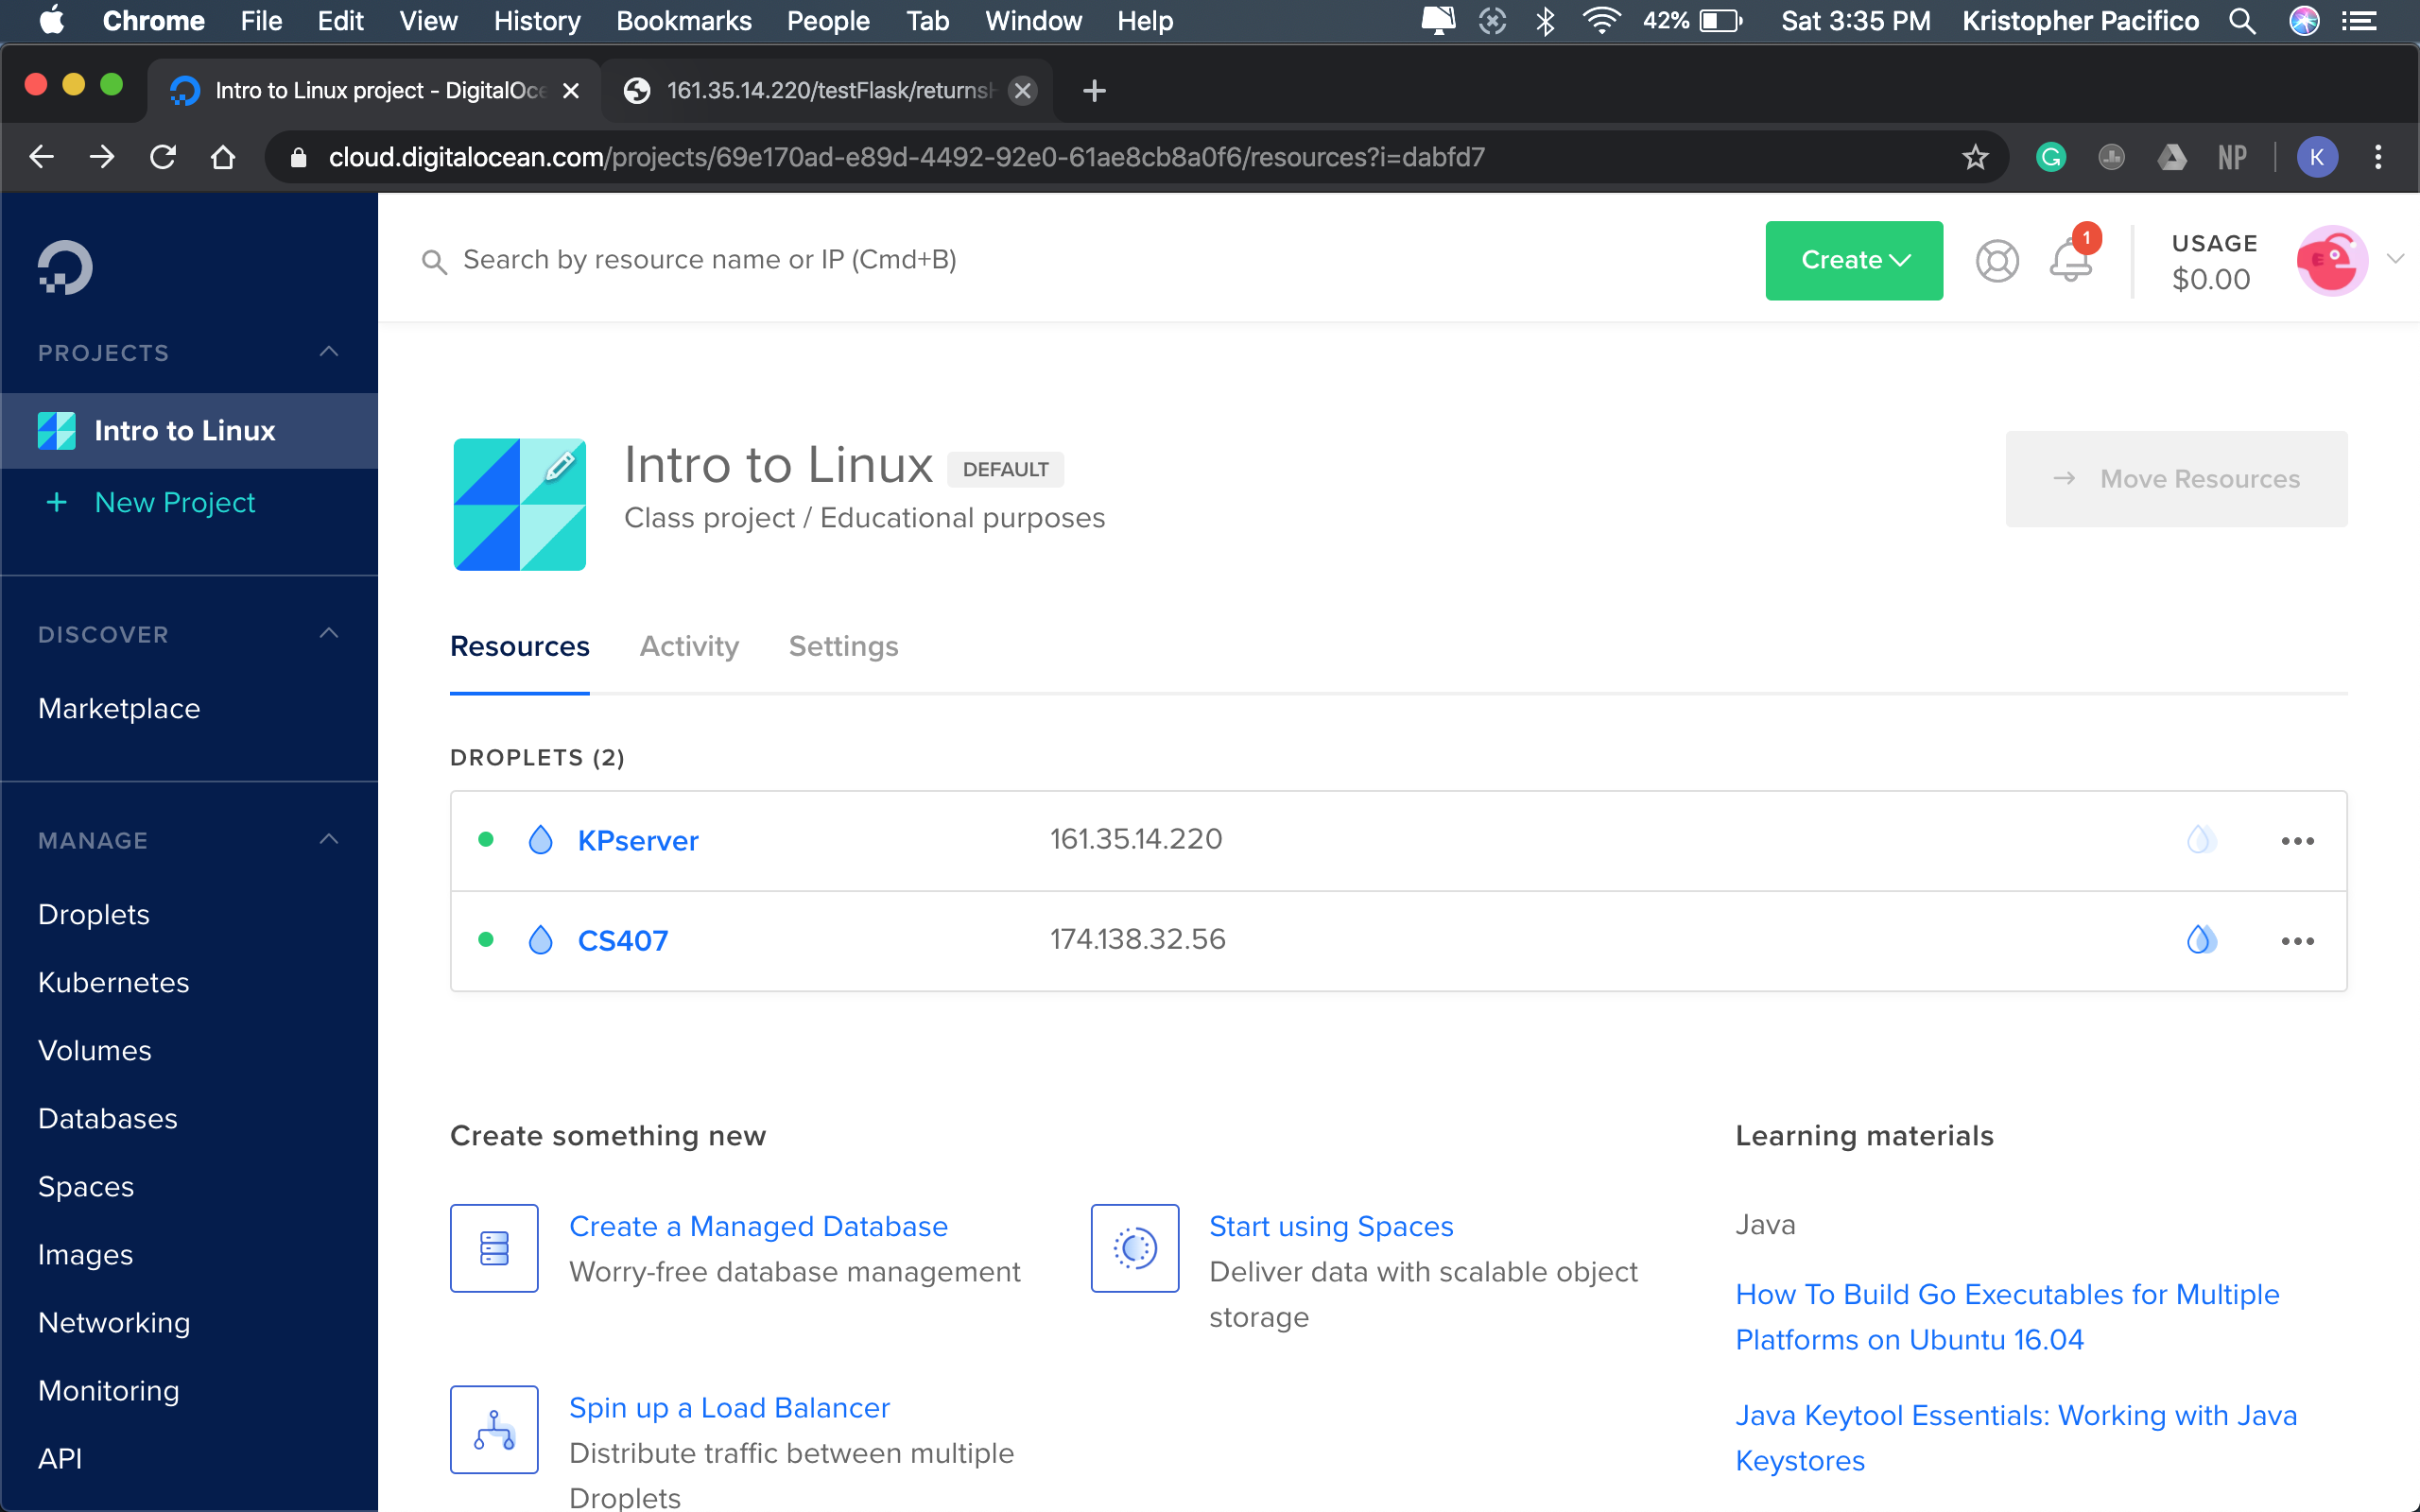 Chrome File Edit View History Bookmarks People Tab Window Help 42% Sat 3:35 PM Kristopher Pacifico
Intro to Linux project - DigitalOce 161.35.14.220/testFlask/returns
cloud.digitalocean.com/projects/69e170ad-e89d-4492-92e0-61ae8cb8a0f6/resources?i=dabfd7 G NP K
Search by resource name or IP (Cmd+B)
Create
1
USAGE
$0.00
PROJECTS
Intro to Linux
New Project
DISCOVER
Marketplace
MANAGE
Droplets
Kubernetes
Volumes
Databases
Spaces
Images
Networking
Monitoring
API
Intro to Linux DEFAULT
Class project / Educational purposes
Move Resources
Resources Activity Settings
DROPLETS (2)
KPserver 161.35.14.220
CS407 174.138.32.56
Create something new
Create a Managed Database
Worry-free database management
Start using Spaces
Deliver data with scalable object
storage
Spin up a Load Balancer
Distribute traffic between multiple
Droplets
Learning materials
Java
How To Build Go Executables for Multiple
Platforms on Ubuntu 16.04
Java Keytool Essentials: Working with Java
Keystores